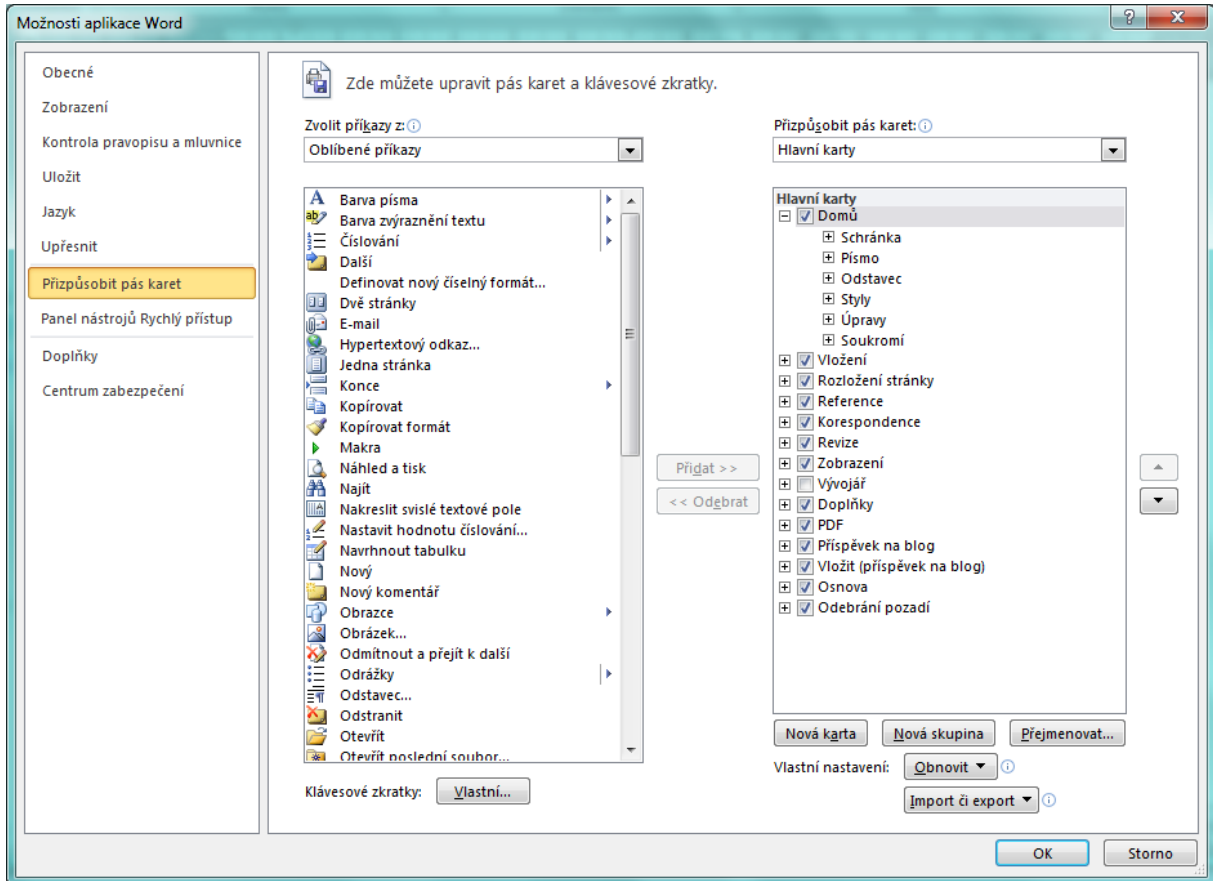 Možnosti aplikace Word
Obecné
Zobrazení
Kontrola pravopisu a mluvnice
Uložit
Jazyk
Upřesnit
Přizpůsobit pás karet
Panel nástrojů Rychlý přístup
Doplňky
Centrum zabezpečení
Zde můžete upravit pás karet a klávesové zkratky.
Zvolit příkazy z:
Oblíbené příkazy
Barva písma
Barva zvýraznění textu
Číslování
Další
Definovat nový číselný formát...
Dvě stránky
E-mail
Hypertextový odkaz...
Jedna stránka
Konce
Kopírovat
Kopírovat formát
Makra
Náhled a tisk
Najít
Nakreslit svislé textové pole
Nastavit hodnotu číslování...
Navrhnout tabulku
Nový
Nový komentář
Obrazce
Obrázek...
Odmítnout a přejít k další
Odrážky
Odstavec...
Odstranit
Otevřít
Otevřít poslední soubor...
Klávesové zkratky: Vlastní...
Přidat >>
<< Odebrat
Přizpůsobit pás karet:
Hlavní karty
Hlavní karty
Domů
Schránka
Písmo
Odstavec
Styly
Úpravy
Soukromí
Vložení
Rozložení stránky
Reference
Korespondence
Revize
Zobrazení
Vývojář
Doplňky
PDF
Příspěvek na blog
Vložit (příspěvek na blog)
Osnova
Odebrání pozadí
Nová karta Nová skupina Přejmenovat...
Vlastní nastavení: Obnovit
Import či export
OK Storno